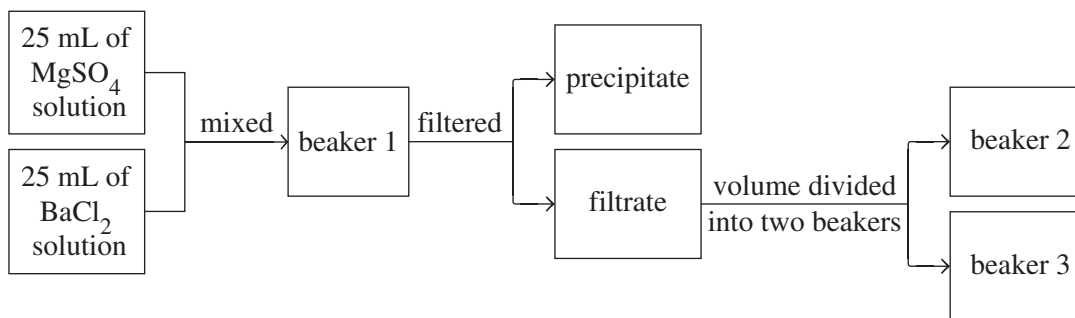 25 mL of
MgSO4
solution
25 mL of
BaCl2
solution
mixed
beaker 1
filtered
precipitate
filtrate
volume divided
into two beakers
beaker 2
beaker 3